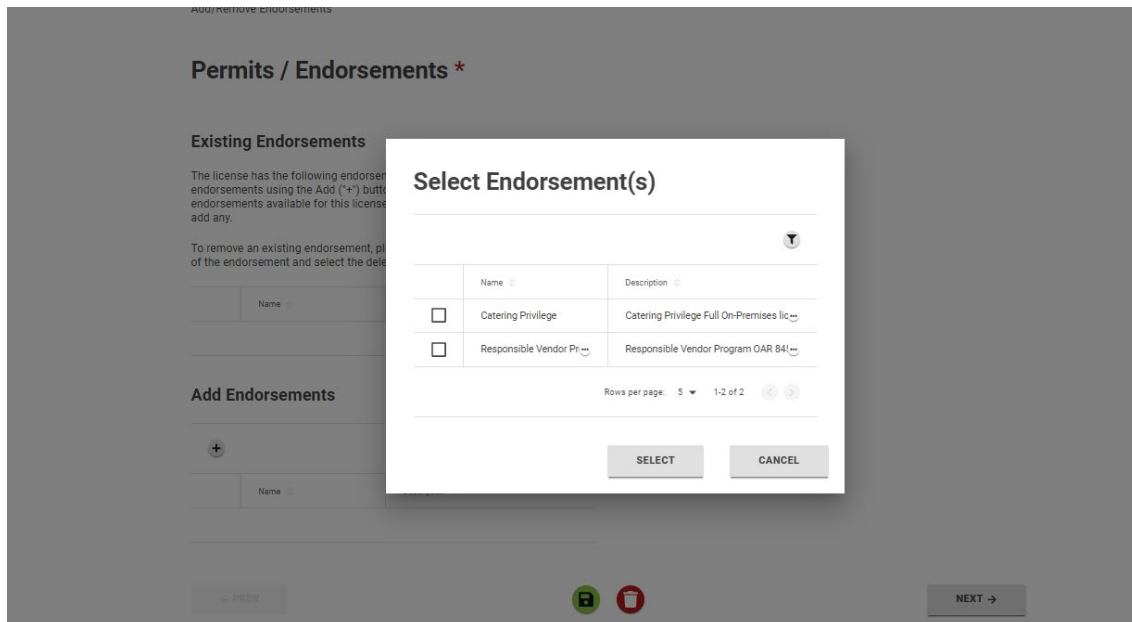 Add/Remove Endorsements
Permits / Endorsements *
Existing Endorsements
The license has the following endorsen
endorsements using the Add ("+") butto
endorsements available for this license
add any.
To remove an existing endorsement, pl
of the endorsement and select the dele
Name
Add Endorsements
+
Name
Select Endorsement(s)
Name Description
Catering Privilege Catering Privilege Full On-Premises lic...
Responsible Vendor Pr... Responsible Vendor Program OAR 84...
Rows per page: 5 1-2 of 2
SELECT CANCEL
← PREV NEXT →